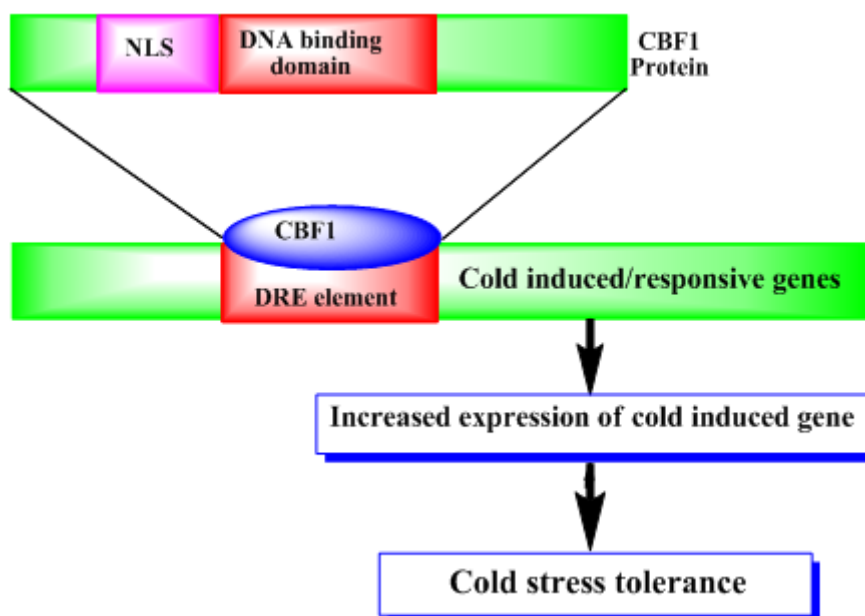 NLS
DNA binding
domain
CBF1
Protein
CBF1
DRE element
Cold induced/responsive genes
Increased expression of cold induced gene
Cold stress tolerance